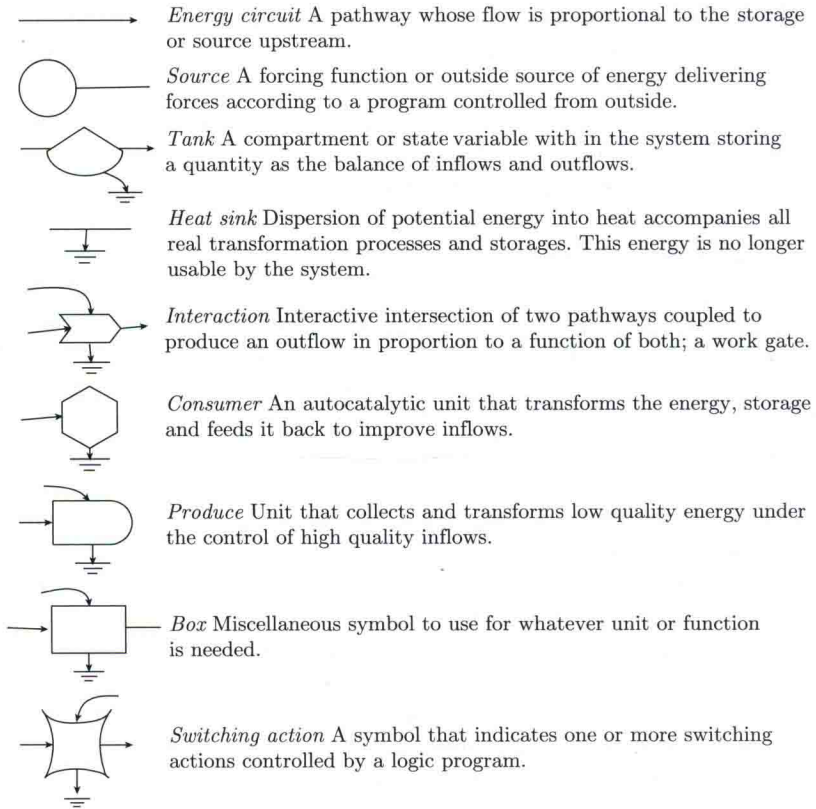 Energy circuit A pathway whose flow is proportional to the storage
or source upstream.
Source A forcing function or outside source of energy delivering
forces according to a program controlled from outside.
Tank A compartment or state variable with in the system storing
a quantity as the balance of inflows and outflows.
Heat sink Dispersion of potential energy into heat accompanies all
real transformation processes and storages. This energy is no longer
usable by the system.
Interaction Interactive intersection of two pathways coupled to
produce an outflow in proportion to a function of both; a work gate.
Consumer An autocatalytic unit that transforms the energy, storage
and feeds it back to improve inflows.
Produce Unit that collects and transforms low quality energy under
the control of high quality inflows.
Box Miscellaneous symbol to use for whatever unit or function
is needed.
Switching action A symbol that indicates one or more switching
actions controlled by a logic program.